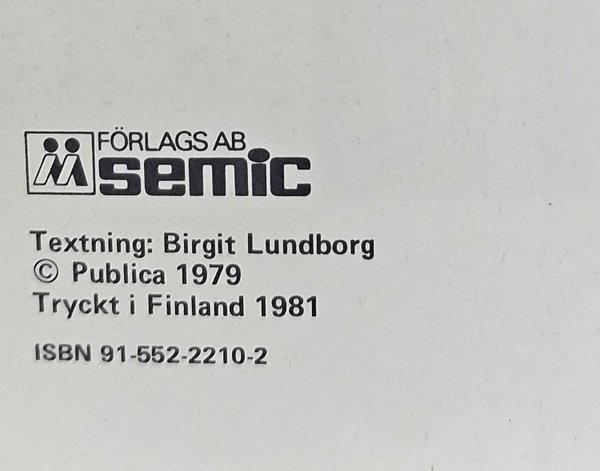 FÖRLAGS AB
semic
Textning: Birgit Lundborg
© Publica 1979
Tryckt i Finland 1981
ISBN 91-552-2210-2